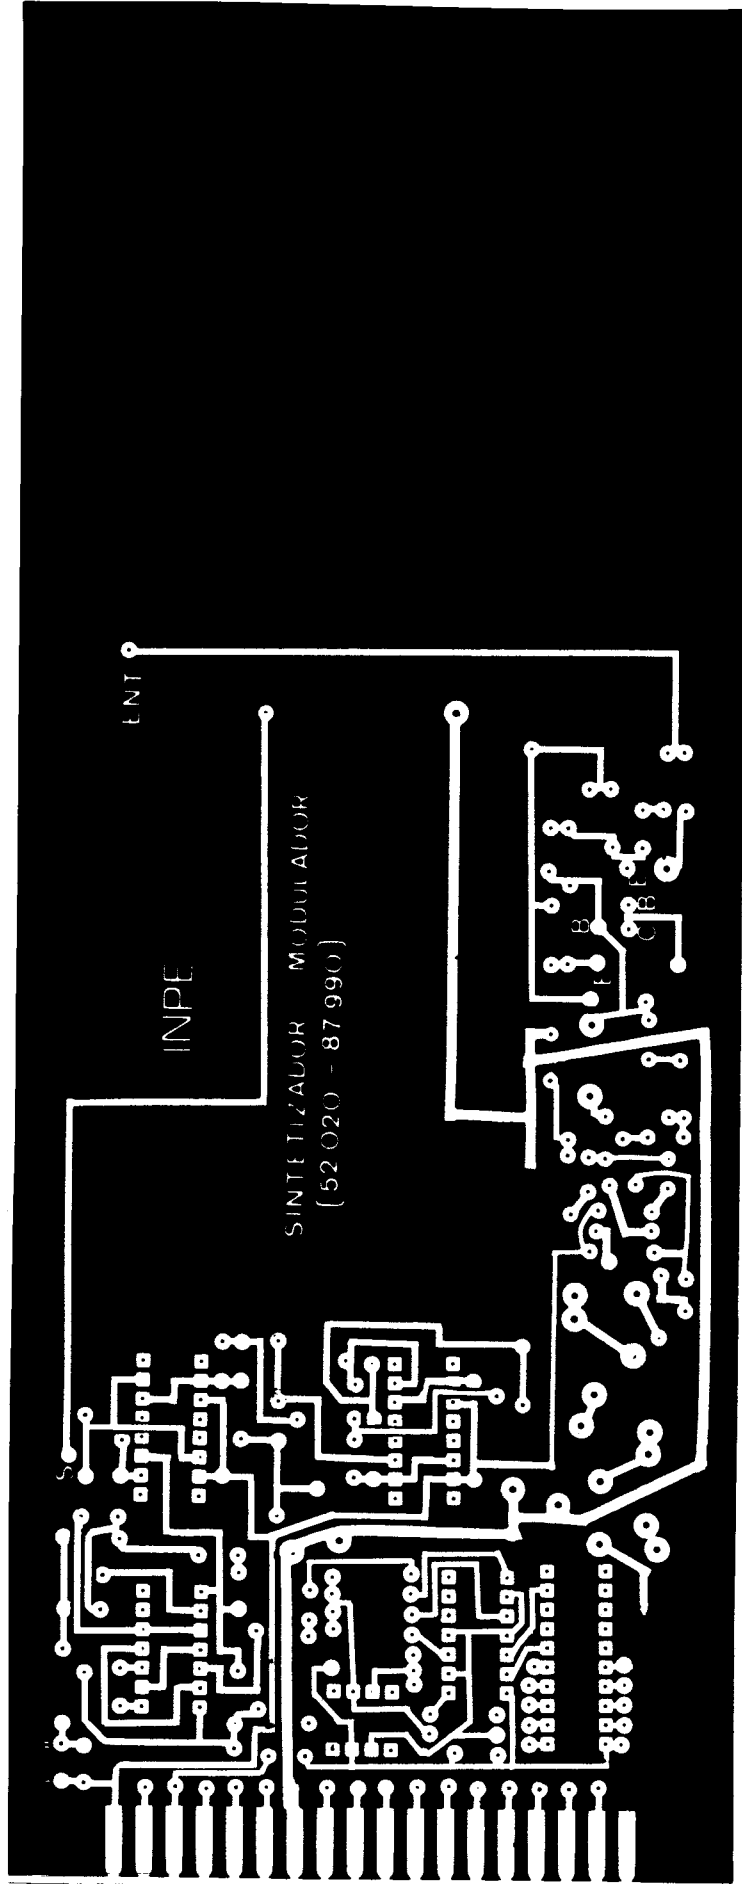 ENT
INPE
SINTETIZADOR MODULADOR
(52 020 - 87 990)
B
E
C B E
S